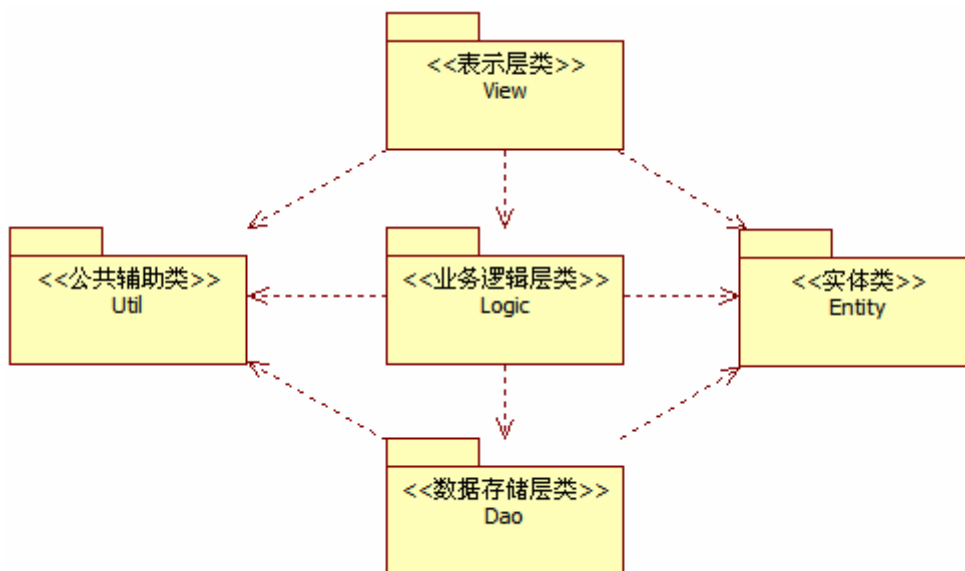 <<表示层类>>
View
<<公共辅助类>>
Util
<<业务逻辑层类>>
Logic
<<实体类>>
Entity
<<数据存储层类>>
Dao